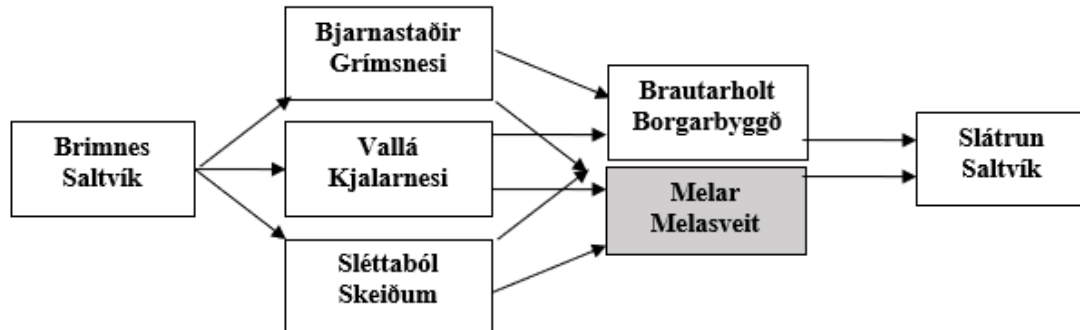 Brimnes
Saltvík
Bjarnastaðir
Grímsnesi
Vallá
Kjalarnesi
Sléttaból
Skeiðum
Brautarholt
Borgarbyggð
Melar
Melasveit
Slátrun
Saltvík